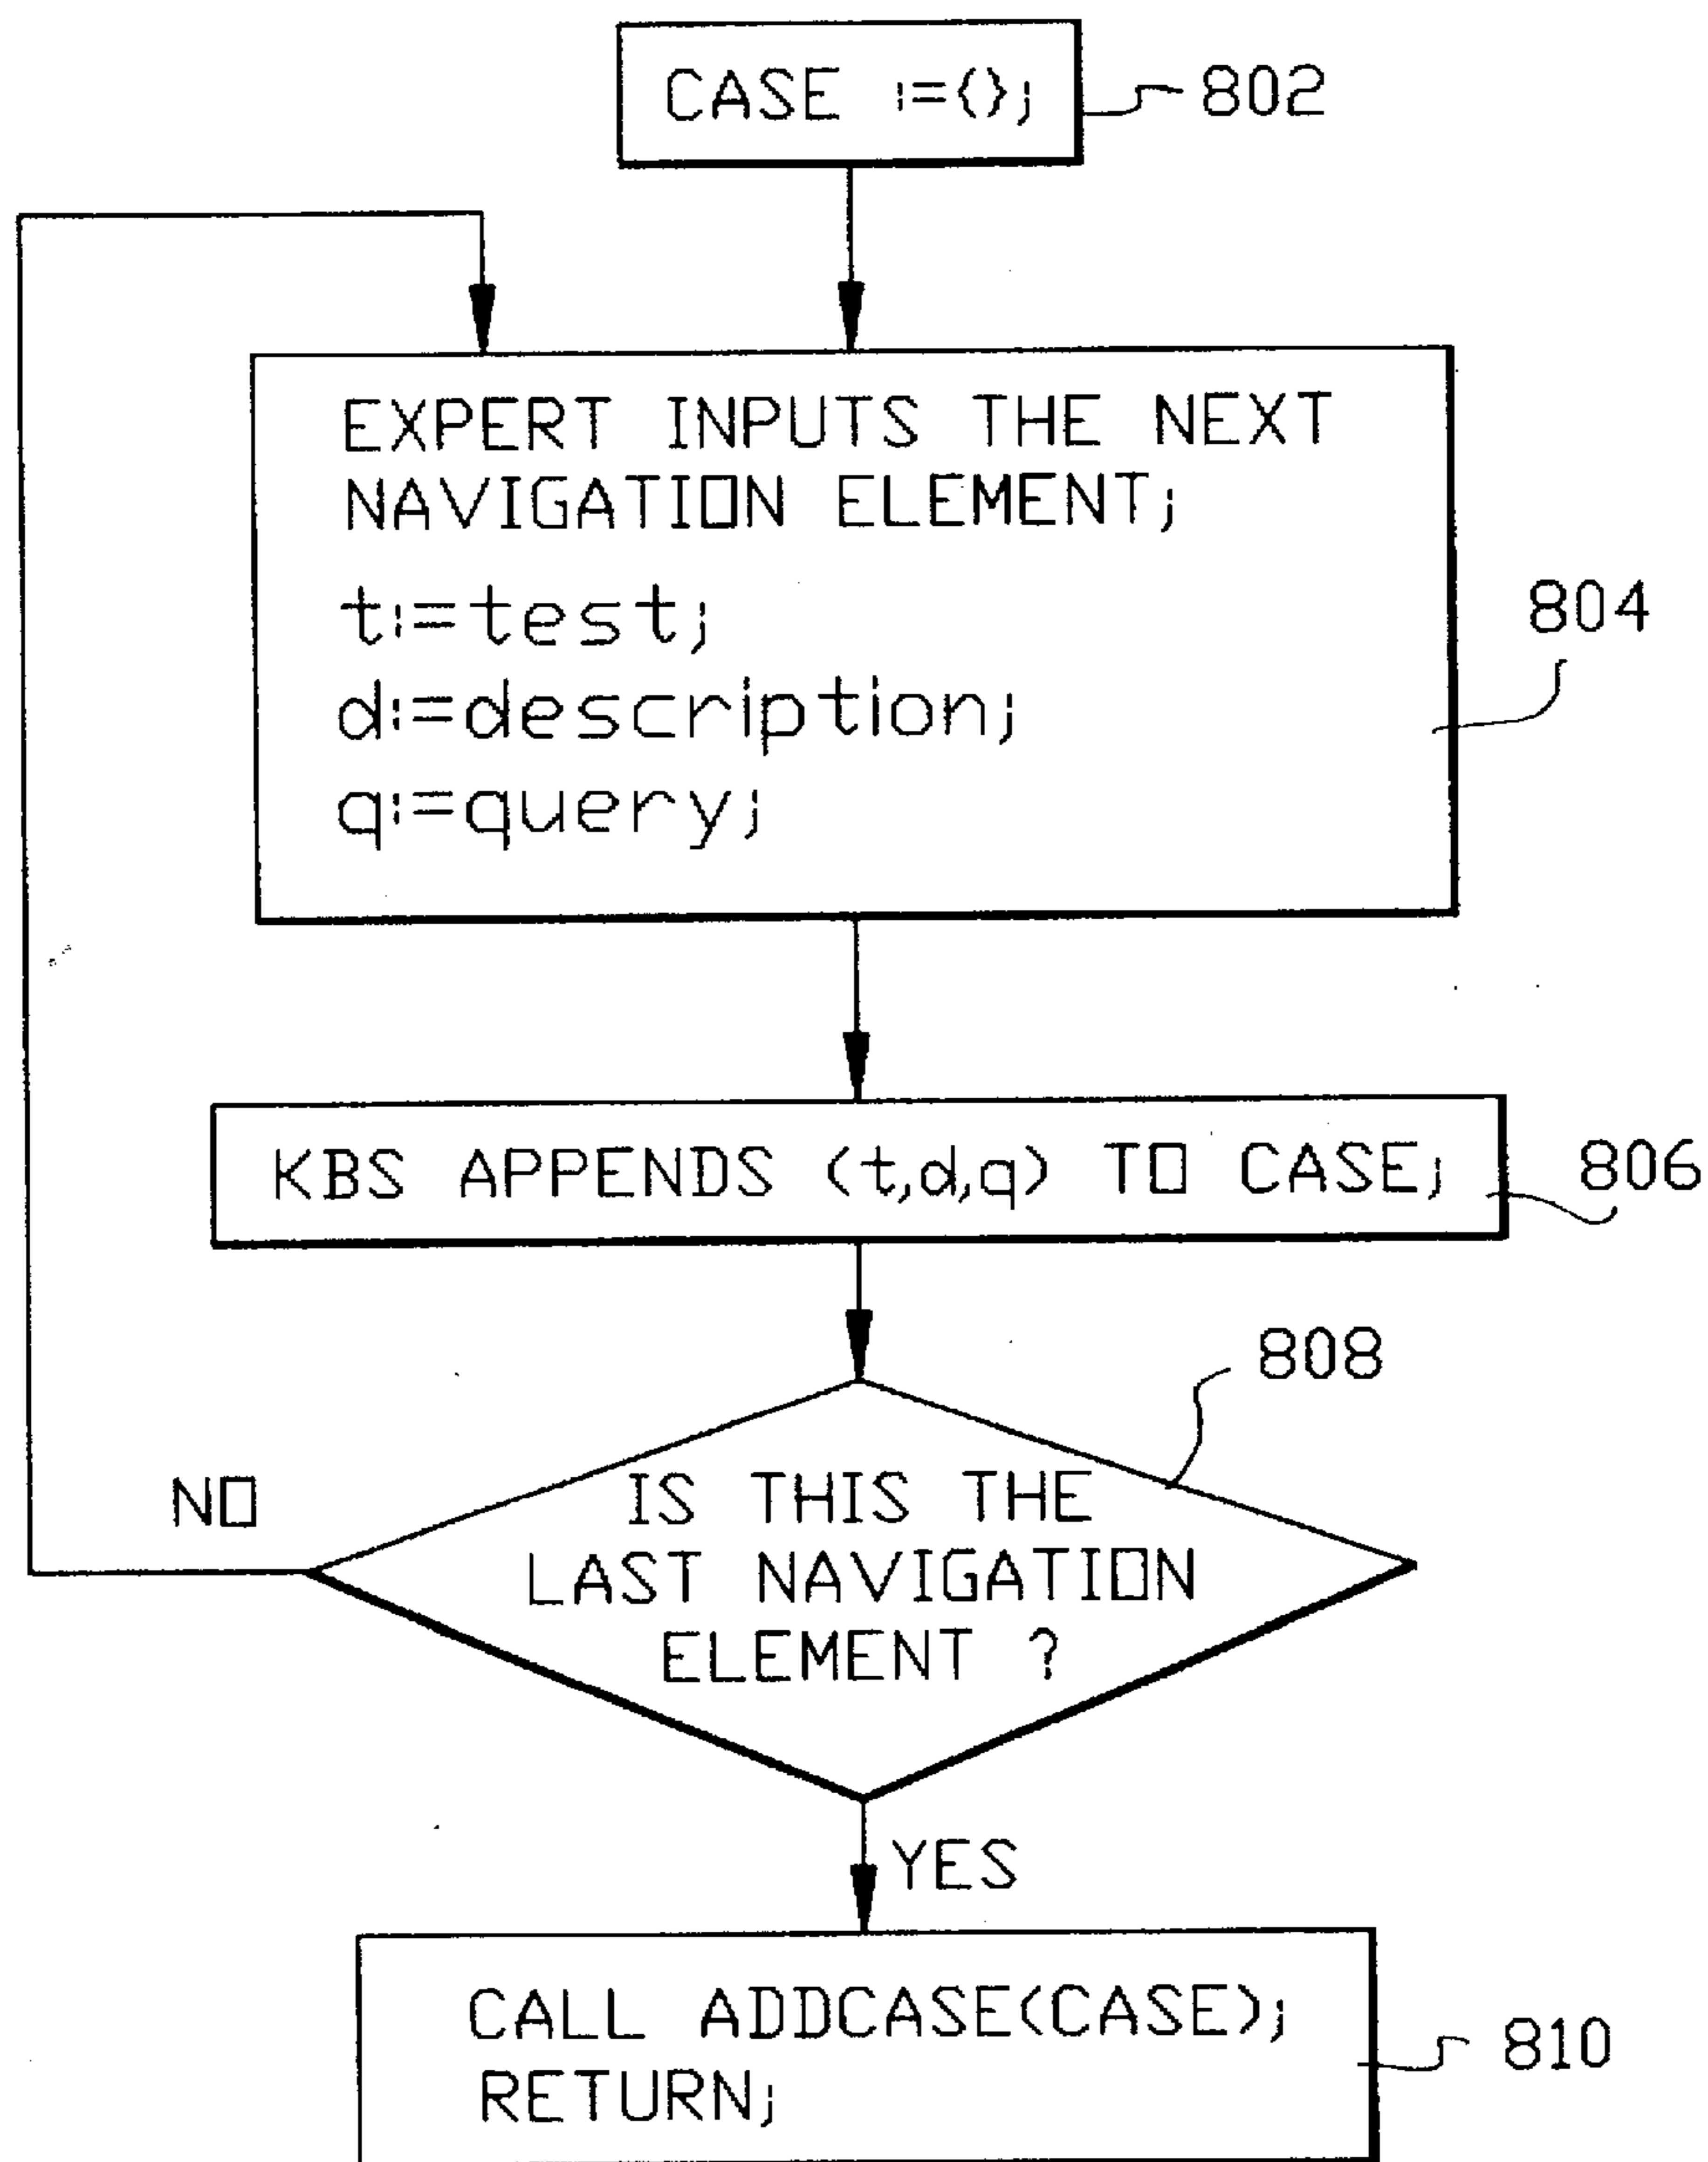 CASE :={};
802
EXPERT INPUTS THE NEXT
NAVIGATION ELEMENT;
t:=test;
d:=description;
q:=query;
804
KBS APPENDS (t,d,q) TO CASE;
806
808
IS THIS THE
LAST NAVIGATION
ELEMENT ?
NO
YES
CALL ADDCASE(CASE);
RETURN;
810